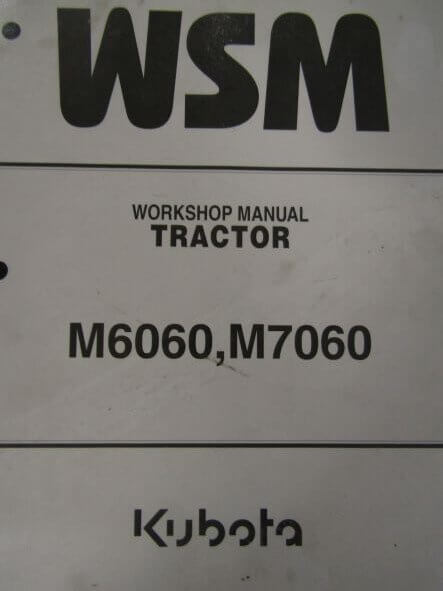 WSM
WORKSHOP MANUAL
TRACTOR
M6060,M7060
Kubota